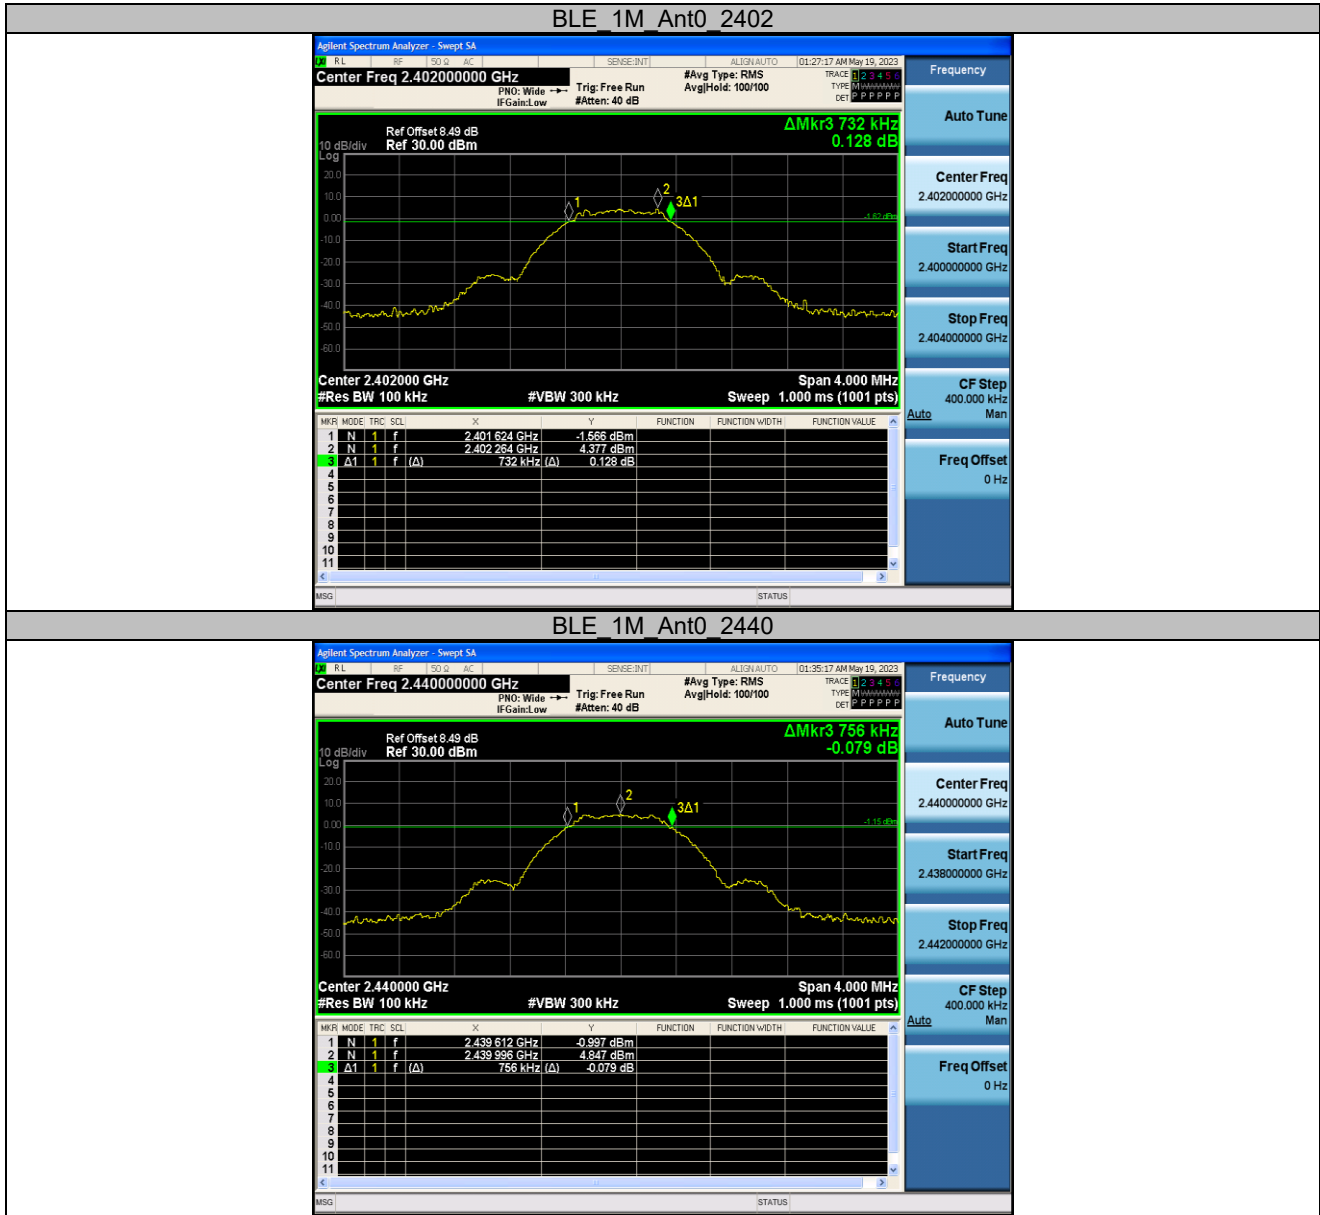 BLE_1M_Ant0_2402
Agilent Spectrum Analyzer - Swept SA
RL RF 50 Ω AC SENSE:INT ALIGNAUTO 01:27:17 AM May 19, 2023
Center Freq 2.402000000 GHz
PNO: Wide
IFGain:Low
Trig: Free Run
#Atten: 40 dB
#Avg Type: RMS
Avg|Hold: 100/100
TRACE 1 2 3 4 5 6
TYPE M
DET P P P P P P
Frequency
Auto Tune
Center Freq
2.402000000 GHz
Start Freq
2.400000000 GHz
Stop Freq
2.404000000 GHz
CF Step
400.000 kHz
Auto Man
Freq Offset
0 Hz
ΔMkr3 732 kHz
0.128 dB
Ref Offset 8.49 dB
10 dB/div Ref 30.00 dBm
Log
20.0
10.0
0.00
-10.0
-20.0
-30.0
-40.0
-50.0
-60.0
1
2
3Δ1
-1.62 dBm
Center 2.402000 GHz Span 4.000 MHz
#Res BW 100 kHz #VBW 300 kHz Sweep 1.000 ms (1001 pts)
MKR MODE TRC SCL X Y FUNCTION FUNCTION WIDTH FUNCTION VALUE
1 N 1 f 2.401 624 GHz -1.566 dBm
2 N 1 f 2.402 264 GHz 4.377 dBm
3 Δ1 1 f (Δ) 732 kHz (Δ) 0.128 dB
4
5
6
7
8
9
10
11
MSG STATUS
BLE_1M_Ant0_2440
Agilent Spectrum Analyzer - Swept SA
RL RF 50 Ω AC SENSE:INT ALIGNAUTO 01:35:17 AM May 19, 2023
Center Freq 2.440000000 GHz
PNO: Wide
IFGain:Low
Trig: Free Run
#Atten: 40 dB
#Avg Type: RMS
Avg|Hold: 100/100
TRACE 1 2 3 4 5 6
TYPE M
DET P P P P P P
Frequency
Auto Tune
Center Freq
2.440000000 GHz
Start Freq
2.438000000 GHz
Stop Freq
2.442000000 GHz
CF Step
400.000 kHz
Auto Man
Freq Offset
0 Hz
ΔMkr3 756 kHz
-0.079 dB
Ref Offset 8.49 dB
10 dB/div Ref 30.00 dBm
Log
20.0
10.0
0.00
-10.0
-20.0
-30.0
-40.0
-50.0
-60.0
1
2
3Δ1
-1.15 dBm
Center 2.440000 GHz Span 4.000 MHz
#Res BW 100 kHz #VBW 300 kHz Sweep 1.000 ms (1001 pts)
MKR MODE TRC SCL X Y FUNCTION FUNCTION WIDTH FUNCTION VALUE
1 N 1 f 2.439 612 GHz -0.997 dBm
2 N 1 f 2.439 996 GHz 4.847 dBm
3 Δ1 1 f (Δ) 756 kHz (Δ) -0.079 dB
4
5
6
7
8
9
10
11
MSG STATUS